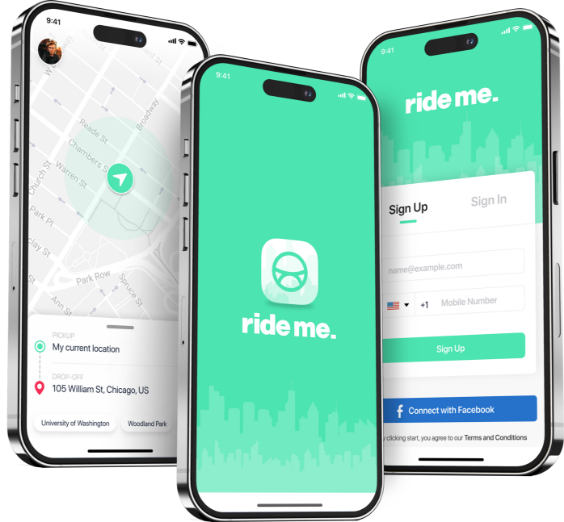 9:41
Reade St
Broadway
Chambers St
Warren St
Church St
Park Pl
Park Row
Spruce St
Ann St
PICKUP
My current location
DROP-OFF
105 William St, Chicago, US
University of Washington
Woodland Park
9:41
ride me.
9:41
ride me.
Sign Up
Sign In
name@example.com
+1
Mobile Number
Sign Up
f Connect with Facebook
clicking start, you agree to our Terms and Conditions